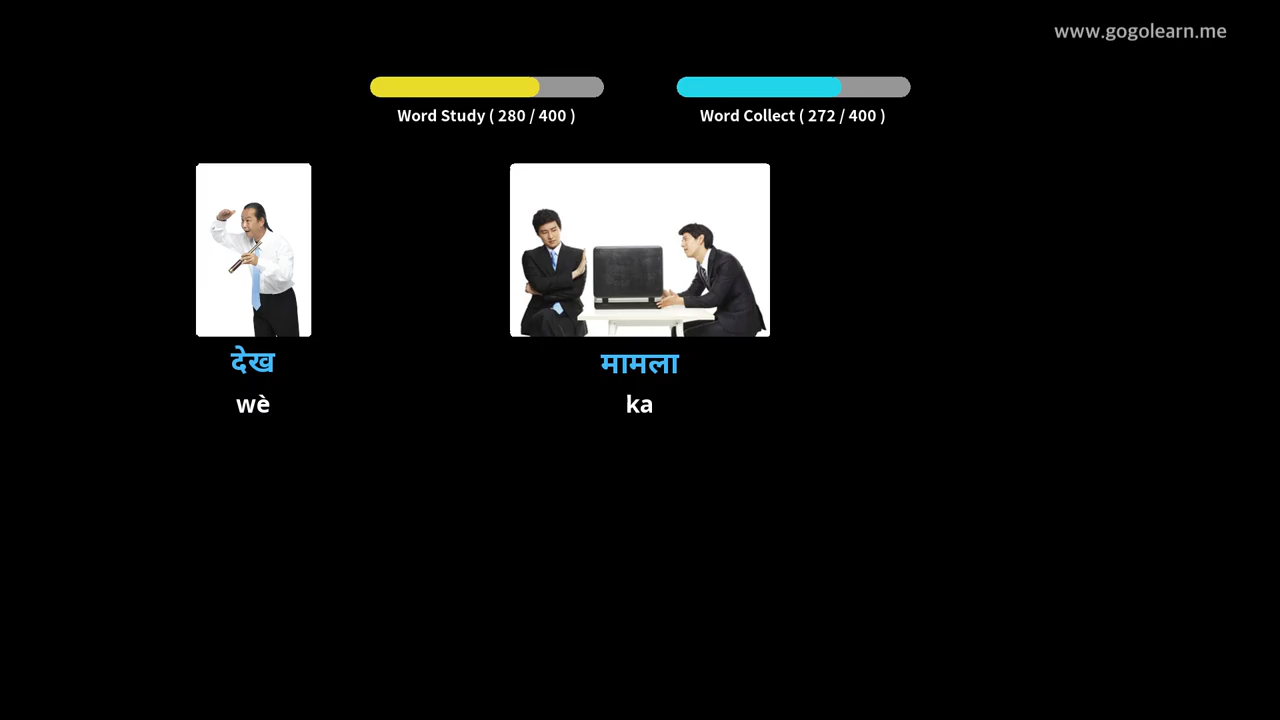 www.gogolearn.me
Word Study ( 280 / 400 )
Word Collect ( 272 / 400 )
देख
मामला
wè
ka